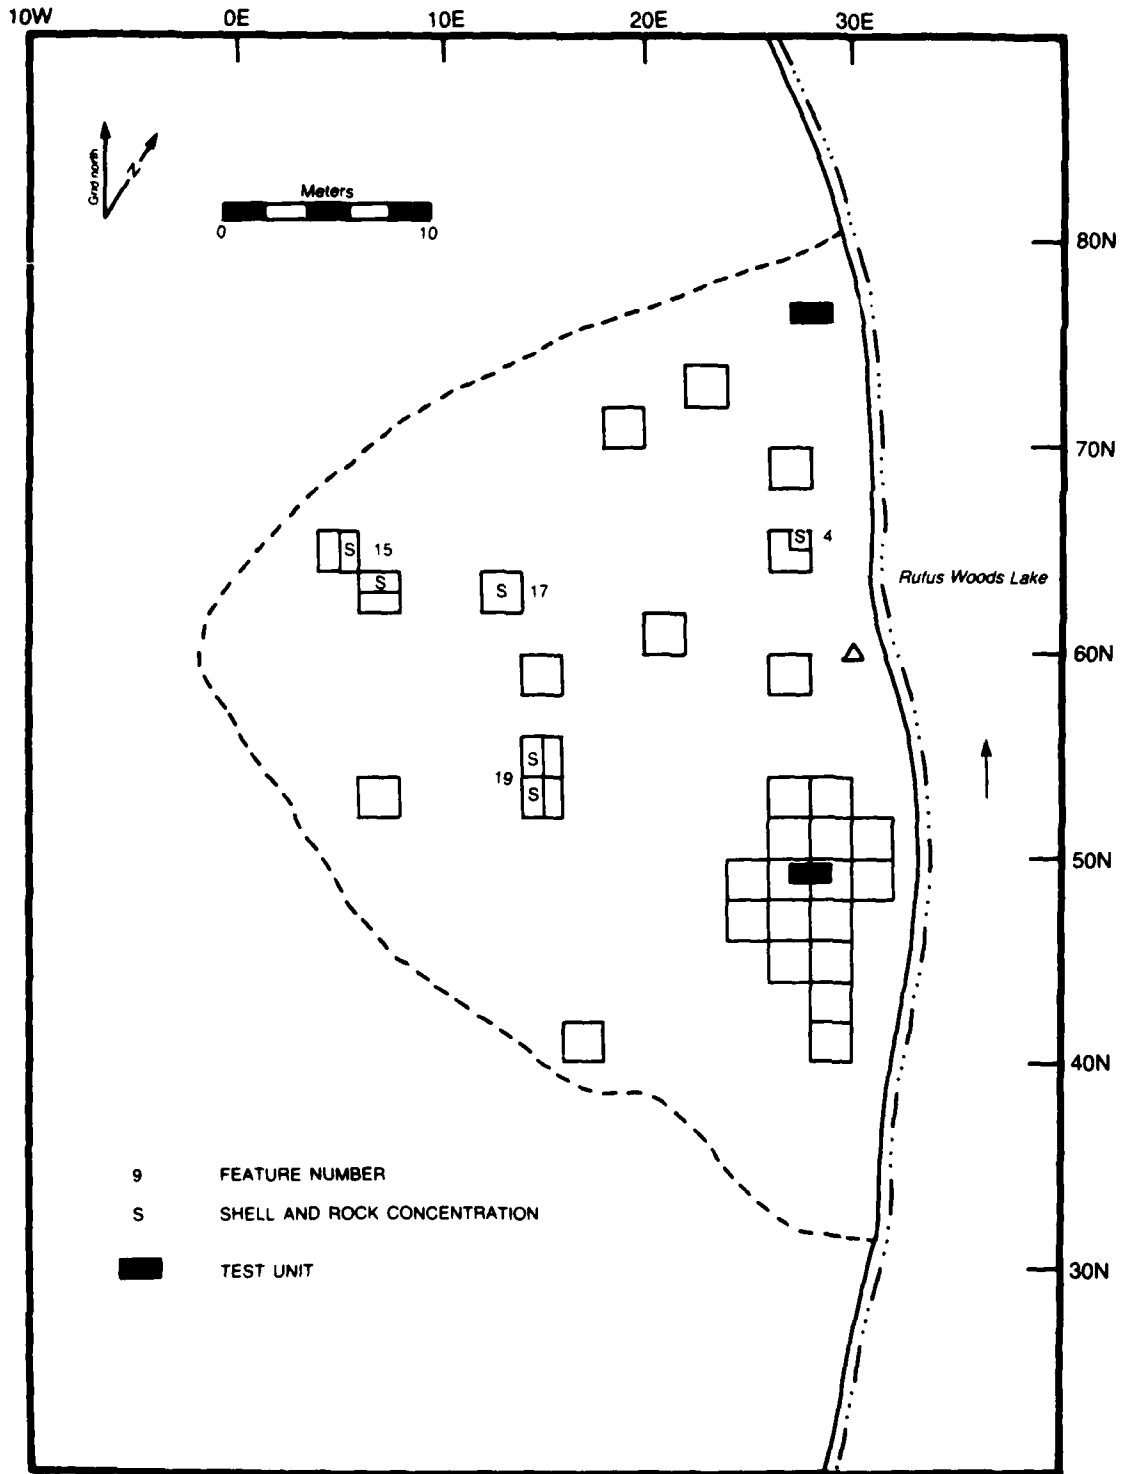 10W 0E 10E 20E 30E
Grid north
N
Meters
0 10
80N
70N
S 4
S 15
S
S 17
Rufus Woods Lake
60N
S
19
S
50N
40N
9 FEATURE NUMBER
S SHELL AND ROCK CONCENTRATION
TEST UNIT
30N